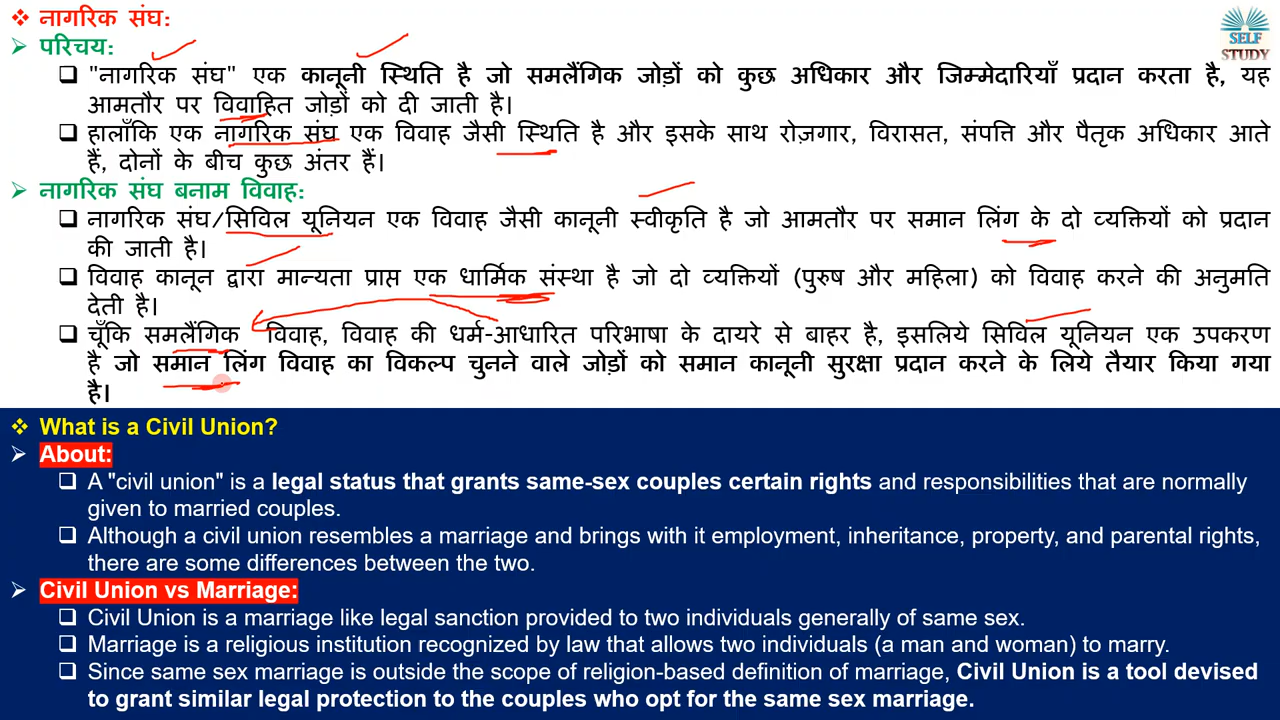 ❖ नागरिक संघ:
SELF
STUDY
➢ परिचय:
❑ "नागरिक संघ" एक कानूनी स्थिति है जो समलैंगिक जोड़ों को कुछ अधिकार और जिम्मेदारियाँ प्रदान करता है, यह
आमतौर पर विवाहित जोड़ों को दी जाती है।
❑ हालाँकि एक नागरिक संघ एक विवाह जैसी स्थिति है और इसके साथ रोज़गार, विरासत, संपत्ति और पैतृक अधिकार आते
हैं, दोनों के बीच कुछ अंतर हैं।
➢ नागरिक संघ बनाम विवाह:
❑ नागरिक संघ/सिविल यूनियन एक विवाह जैसी कानूनी स्वीकृति है जो आमतौर पर समान लिंग के दो व्यक्तियों को प्रदान
की जाती है।
❑ विवाह कानून द्वारा मान्यता प्राप्त एक धार्मिक संस्था है जो दो व्यक्तियों (पुरुष और महिला) को विवाह करने की अनुमति
देती है।
❑ चूँकि समलैंगिक विवाह, विवाह की धर्म-आधारित परिभाषा के दायरे से बाहर है, इसलिये सिविल यूनियन एक उपकरण
है जो समान लिंग विवाह का विकल्प चुनने वाले जोड़ों को समान कानूनी सुरक्षा प्रदान करने के लिये तैयार किया गया
है।
❖ What is a Civil Union?
➢ About:
❑ A "civil union" is a legal status that grants same-sex couples certain rights and responsibilities that are normally
given to married couples.
❑ Although a civil union resembles a marriage and brings with it employment, inheritance, property, and parental rights,
there are some differences between the two.
➢ Civil Union vs Marriage:
❑ Civil Union is a marriage like legal sanction provided to two individuals generally of same sex.
❑ Marriage is a religious institution recognized by law that allows two individuals (a man and woman) to marry.
❑ Since same sex marriage is outside the scope of religion-based definition of marriage, Civil Union is a tool devised
to grant similar legal protection to the couples who opt for the same sex marriage.